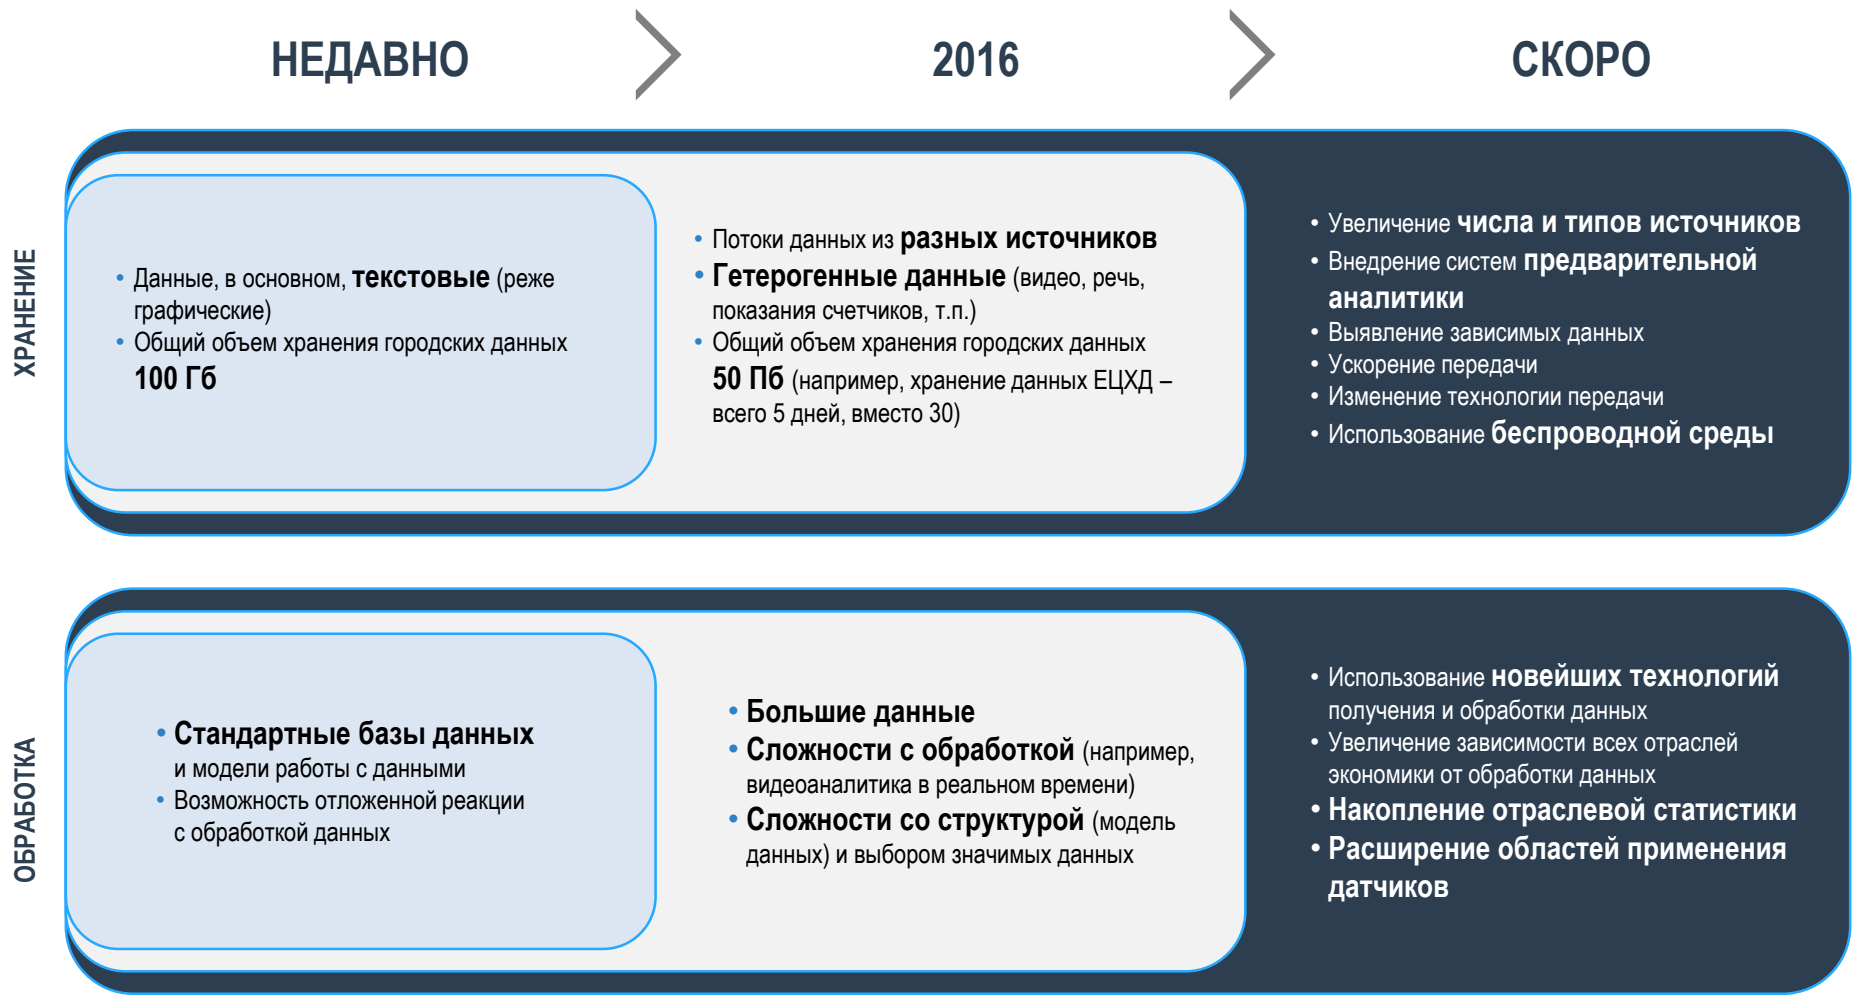 НЕДАВНО
2016
СКОРО
ХРАНЕНИЕ
• Данные, в основном, текстовые (реже
графические)
• Общий объем хранения городских данных
100 Гб
• Потоки данных из разных источников
• Гетерогенные данные (видео, речь,
показания счетчиков, т.п.)
• Общий объем хранения городских данных
50 Пб (например, хранение данных ЕЦХД –
всего 5 дней, вместо 30)
• Увеличение числа и типов источников
• Внедрение систем предварительной
аналитики
• Выявление зависимых данных
• Ускорение передачи
• Изменение технологии передачи
• Использование беспроводной среды
ОБРАБОТКА
• Стандартные базы данных
и модели работы с данными
• Возможность отложенной реакции
с обработкой данных
• Большие данные
• Сложности с обработкой (например,
видеоаналитика в реальном времени)
• Сложности со структурой (модель
данных) и выбором значимых данных
• Использование новейших технологий
получения и обработки данных
• Увеличение зависимости всех отраслей
экономики от обработки данных
• Накопление отраслевой статистики
• Расширение областей применения
датчиков